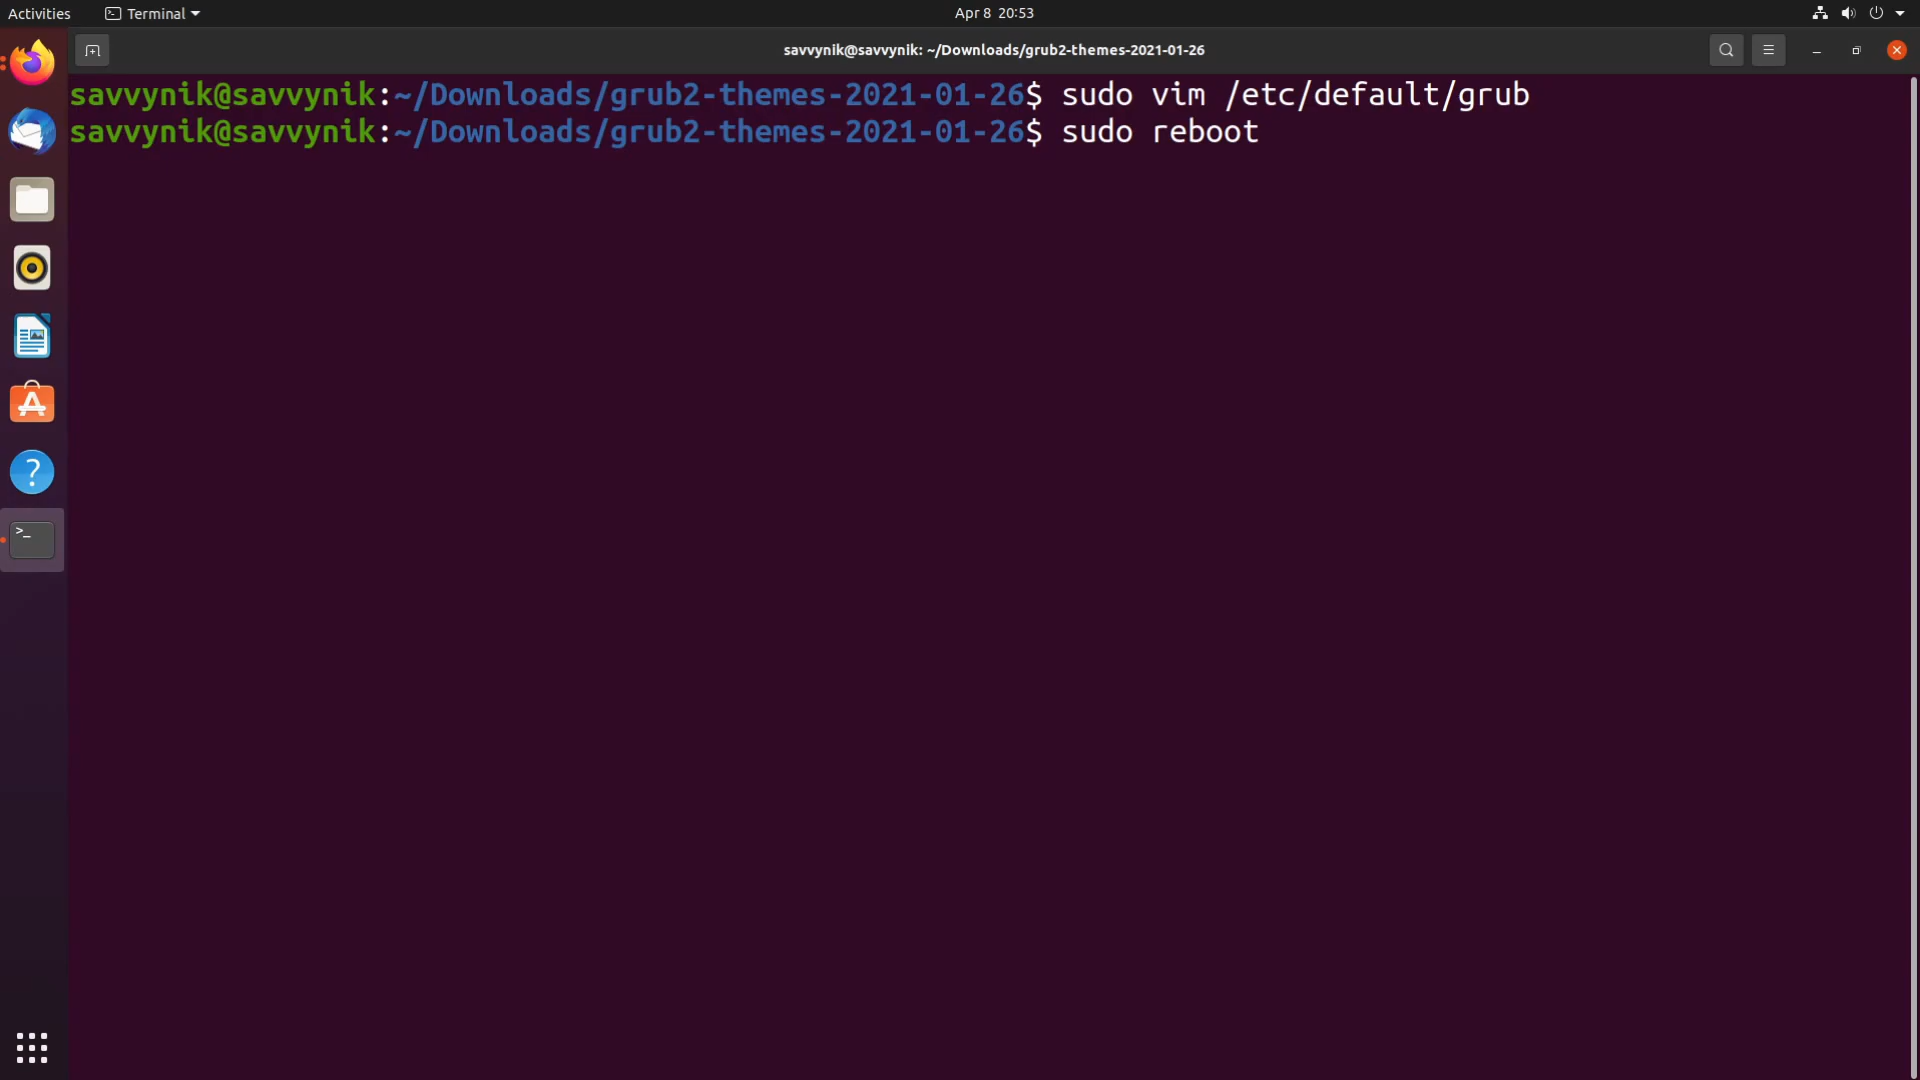 Activities Terminal Apr 8 20:53
savvynik@savvynik: ~/Downloads/grub2-themes-2021-01-26
savvynik@savvynik:~/Downloads/grub2-themes-2021-01-26$ sudo vim /etc/default/grub
savvynik@savvynik:~/Downloads/grub2-themes-2021-01-26$ sudo reboot